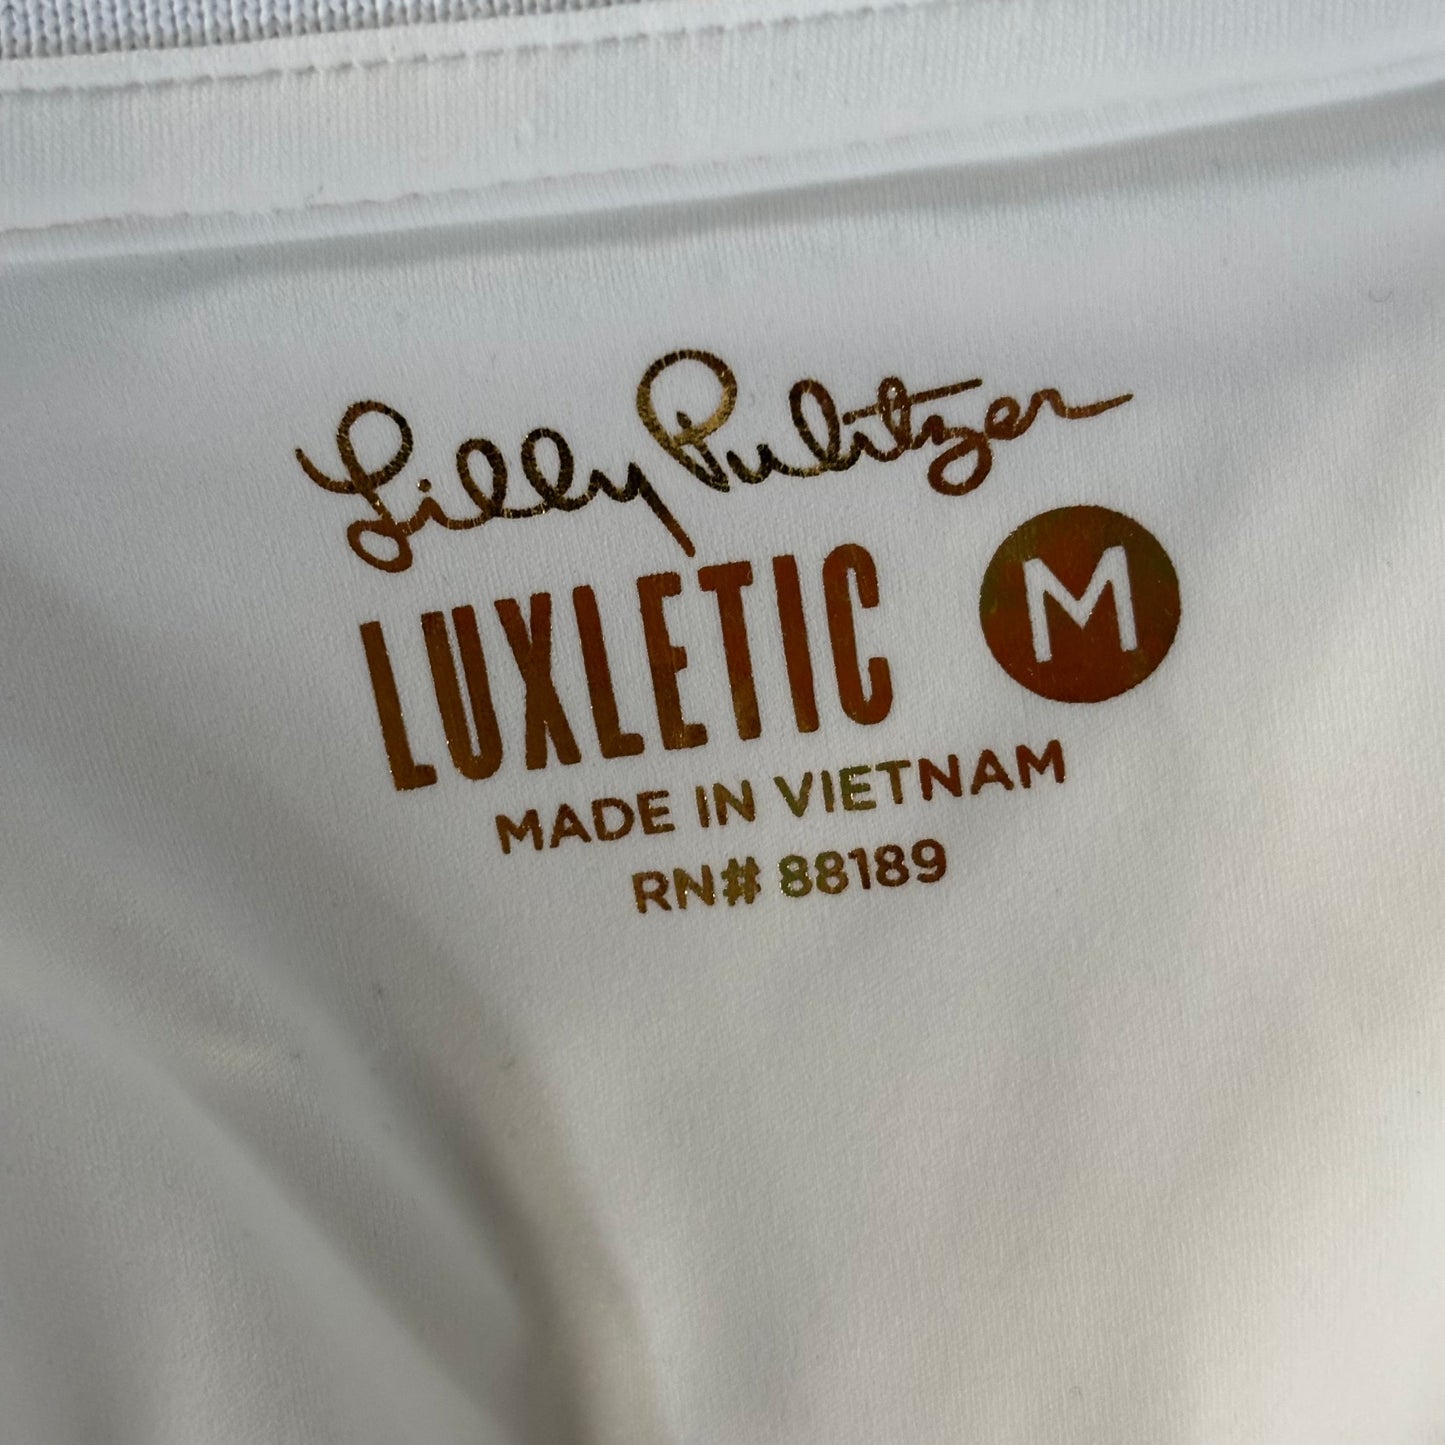 Lilly Pulitzer
LUXLETIC M
MADE IN VIETNAM
RN# 88189